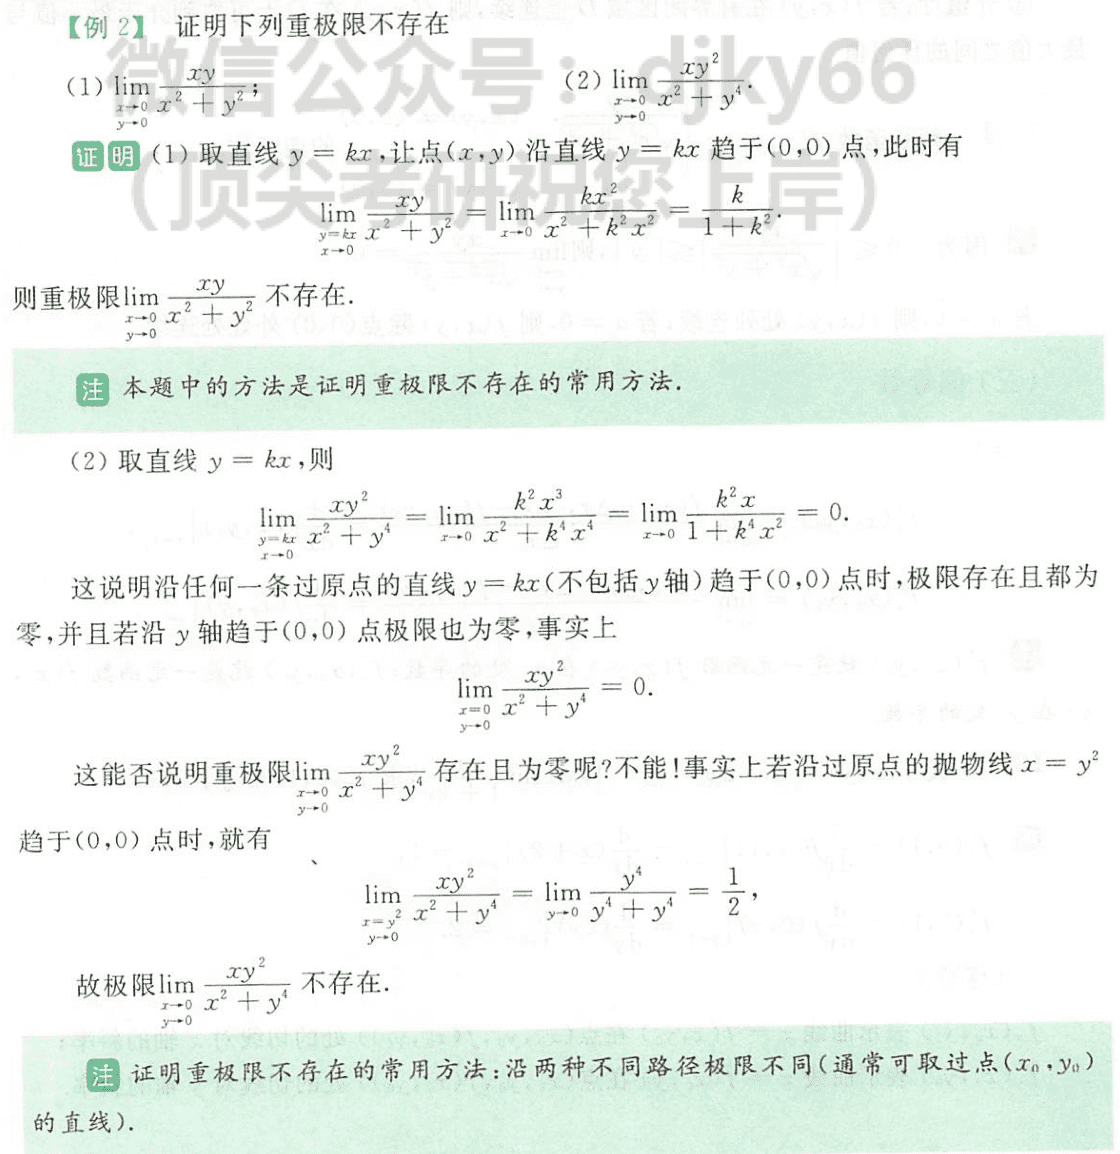 【例 2】 证明下列重极限不存在
(1) $\lim\limits_{\substack{x\to 0\\ y\to 0}} \frac{xy}{x^2+y^2}$; (2) $\lim\limits_{\substack{x\to 0\\ y\to 0}} \frac{xy^2}{x^2+y^4}$.
微信公众号：djky66
证明 (1) 取直线 $y = kx$,让点$(x,y)$ 沿直线 $y = kx$ 趋于$(0,0)$ 点,此时有
(顶尖考研祝您上岸)
$\lim\limits_{\substack{y=kx\\ x\to 0}} \frac{xy}{x^2+y^2} = \lim\limits_{x\to 0} \frac{kx^2}{x^2+k^2x^2} = \frac{k}{1+k^2}$.
则重极限$\lim\limits_{\substack{x\to 0\\ y\to 0}} \frac{xy}{x^2+y^2}$ 不存在.
注 本题中的方法是证明重极限不存在的常用方法.
(2) 取直线 $y = kx$,则
$\lim\limits_{\substack{y=kx\\ x\to 0}} \frac{xy^2}{x^2+y^4} = \lim\limits_{x\to 0} \frac{k^2x^3}{x^2+k^4x^4} = \lim\limits_{x\to 0} \frac{k^2x}{1+k^4x^2} = 0$.
这说明沿任何一条过原点的直线 $y = kx$(不包括 $y$ 轴) 趋于$(0,0)$ 点时,极限存在且都为
零,并且若沿 $y$ 轴趋于$(0,0)$ 点极限也为零,事实上
$\lim\limits_{\substack{x=0\\ y\to 0}} \frac{xy^2}{x^2+y^4} = 0$.
这能否说明重极限$\lim\limits_{\substack{x\to 0\\ y\to 0}} \frac{xy^2}{x^2+y^4}$ 存在且为零呢?不能!事实上若沿过原点的抛物线 $x = y^2$
趋于$(0,0)$ 点时,就有
$\lim\limits_{\substack{x=y^2\\ y\to 0}} \frac{xy^2}{x^2+y^4} = \lim\limits_{y\to 0} \frac{y^4}{y^4+y^4} = \frac{1}{2}$,
故极限$\lim\limits_{\substack{x\to 0\\ y\to 0}} \frac{xy^2}{x^2+y^4}$ 不存在.
注 证明重极限不存在的常用方法:沿两种不同路径极限不同(通常可取过点$(x_0,y_0)$
的直线).